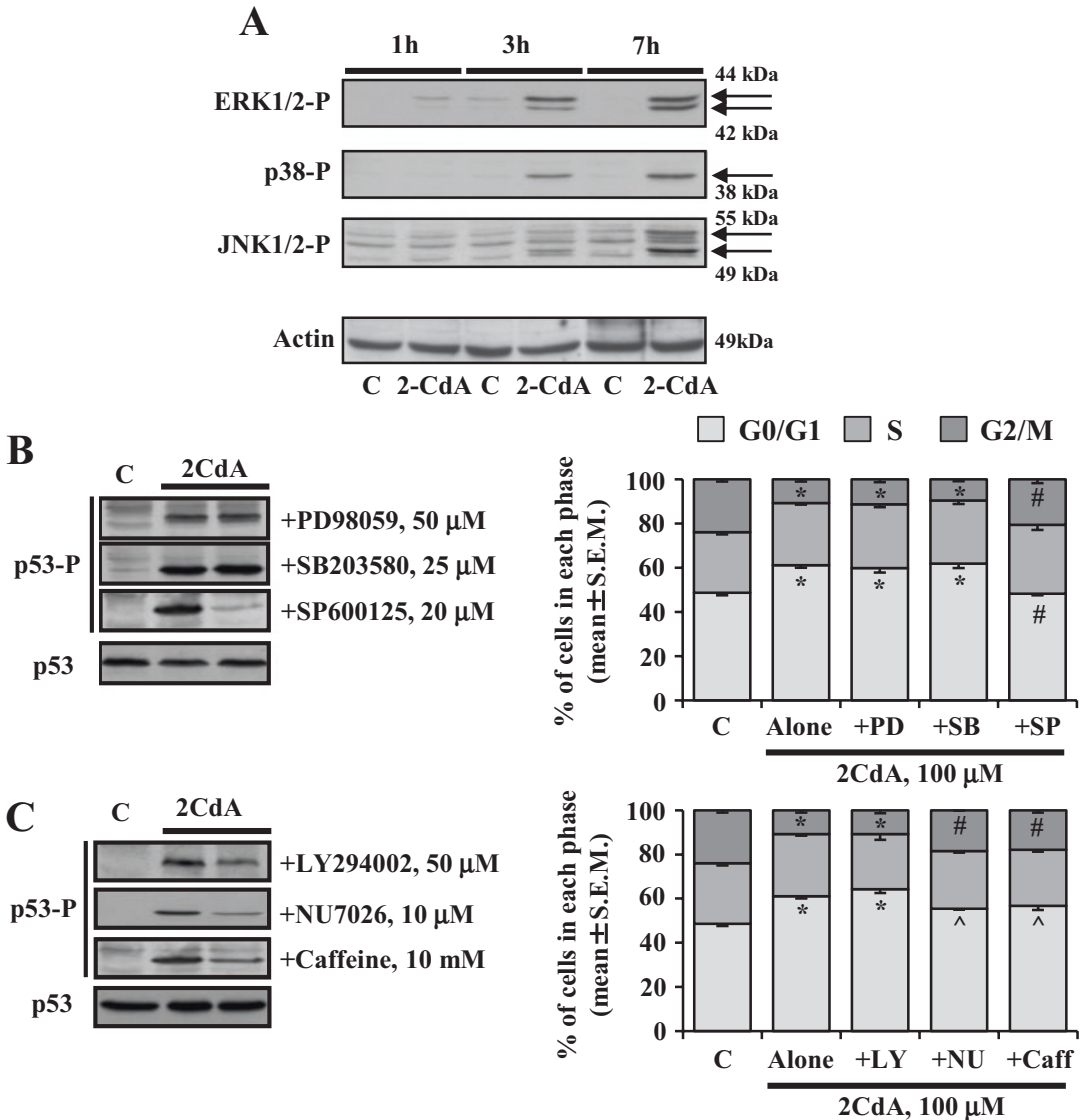 A
1h 3h 7h
44 kDa
ERK1/2-P
42 kDa
p38-P
38 kDa
55 kDa
JNK1/2-P
49 kDa
Actin
49kDa
C 2-CdA C 2-CdA C 2-CdA
B
C 2CdA
p53-P
+PD98059, 50 μM
+SB203580, 25 μM
+SP600125, 20 μM
p53
G0/G1 S G2/M
% of cells in each phase
(mean±S.E.M.)
100
80
60
40
20
0
* * * #
* * * #
C Alone +PD +SB +SP
2CdA, 100 μM
C
C 2CdA
p53-P
+LY294002, 50 μM
+NU7026, 10 μM
+Caffeine, 10 mM
p53
% of cells in each phase
(mean±S.E.M.)
100
80
60
40
20
0
* * # #
* * ^ ^
C Alone +LY +NU +Caff
2CdA, 100 μM